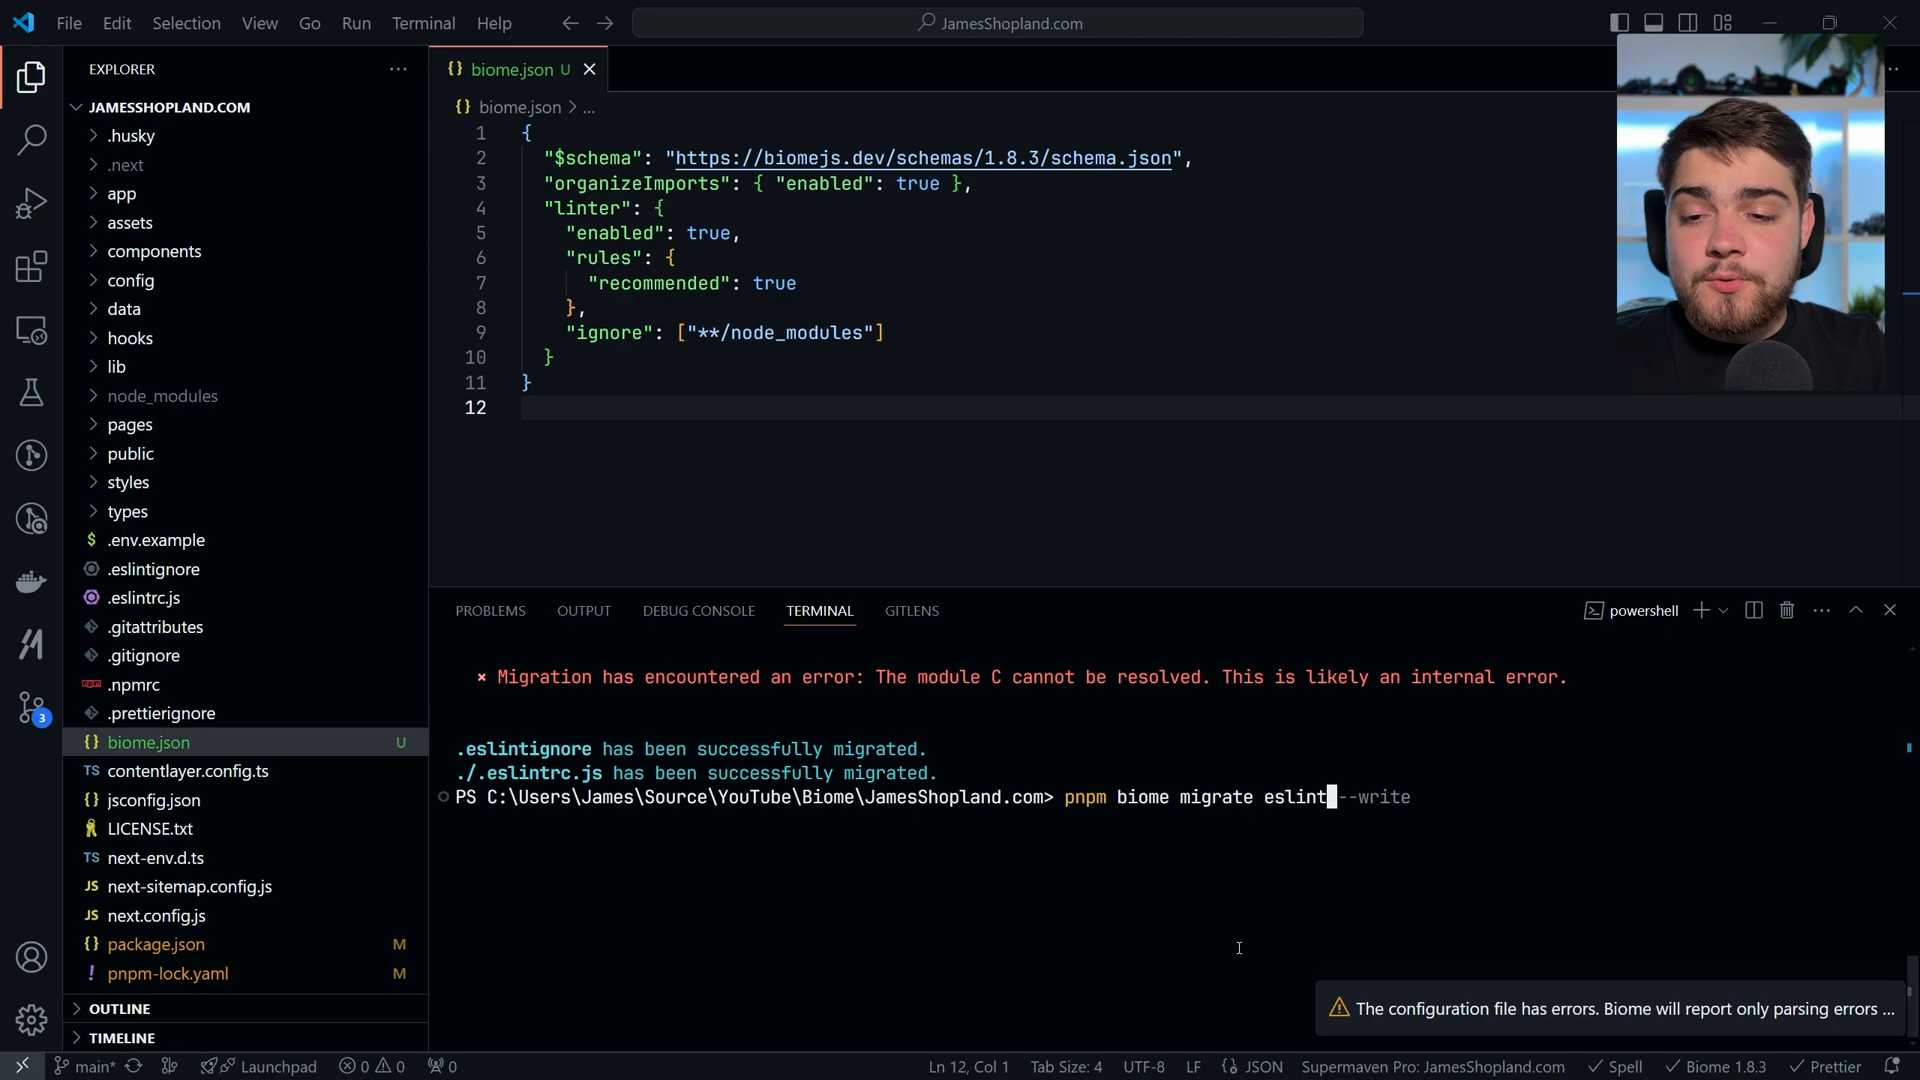 File Edit Selection View Go Run Terminal Help
JamesShopland.com
EXPLORER
JAMESSHOPLAND.COM
.husky
.next
app
assets
components
config
data
hooks
lib
node_modules
pages
public
styles
types
$ .env.example
.eslintignore
.eslintrc.js
.gitattributes
.gitignore
npm .npmrc
.prettierignore
{} biome.json U
TS contentlayer.config.ts
{} jsconfig.json
LICENSE.txt
TS next-env.d.ts
JS next-sitemap.config.js
JS next.config.js
{} package.json M
! pnpm-lock.yaml M
OUTLINE
TIMELINE
{} biome.json U
{} biome.json > ...
1 {
2 "$schema": "https://biomejs.dev/schemas/1.8.3/schema.json",
3 "organizeImports": { "enabled": true },
4 "linter": {
5 "enabled": true,
6 "rules": {
7 "recommended": true
8 },
9 "ignore": ["**/node_modules"]
10 }
11 }
12
PROBLEMS OUTPUT DEBUG CONSOLE TERMINAL GITLENS
powershell
× Migration has encountered an error: The module C cannot be resolved. This is likely an internal error.
.eslintignore has been successfully migrated.
./.eslintrc.js has been successfully migrated.
PS C:\Users\James\Source\YouTube\Biome\JamesShopland.com> pnpm biome migrate eslint --write
The configuration file has errors. Biome will report only parsing errors ...
3
main* Launchpad 0 0 0
Ln 12, Col 1 Tab Size: 4 UTF-8 LF {} JSON Supermaven Pro: JamesShopland.com Spell Biome 1.8.3 Prettier